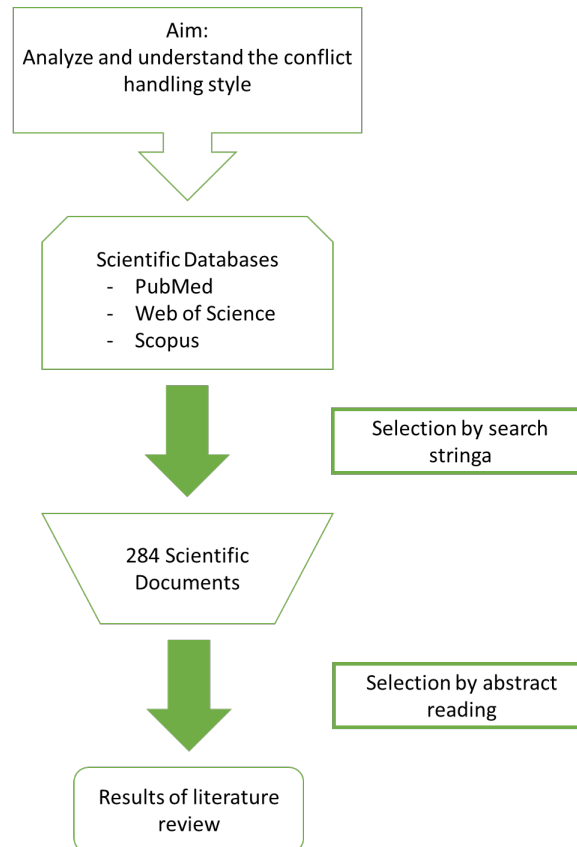 Aim:
Analyze and understand the conflict
handling style
Scientific Databases
- PubMed
- Web of Science
- Scopus
Selection by search
stringa
284 Scientific
Documents
Selection by abstract
reading
Results of literature
review